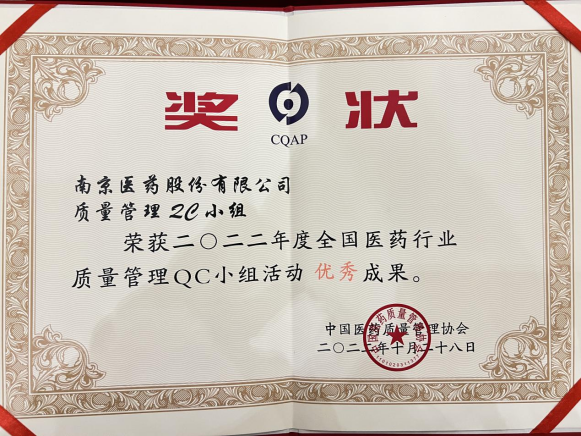 奖 状
CQAP
南京医药股份有限公司
质量管理QC小组
荣获二〇二二年度全国医药行业
质量管理QC小组活动 优秀成果。
中国医药质量管理协会
二〇二二年十月二十八日